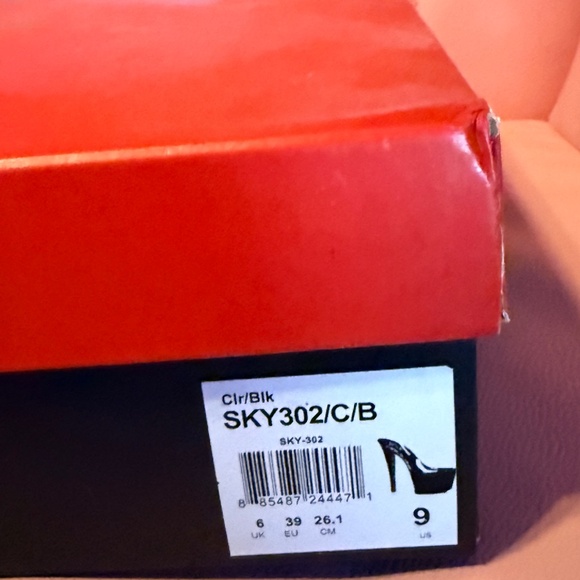 Clr/Blk
SKY302/C/B
SKY-302
8 85487 24447 1
6 39 26.1 9
UK EU CM US